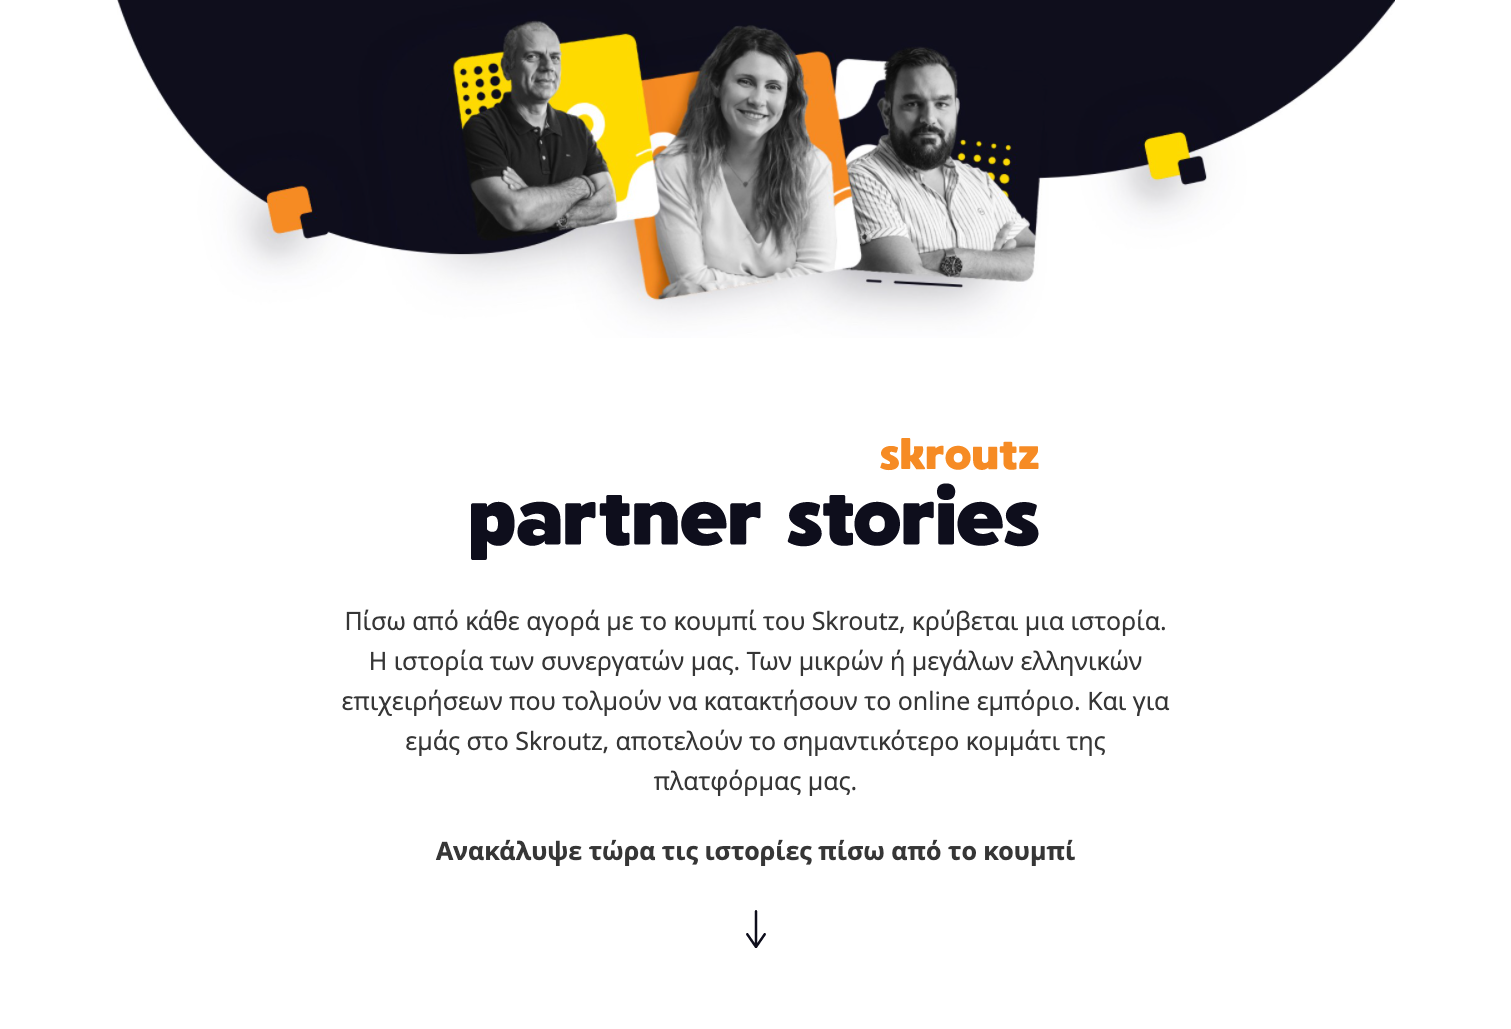 skroutz
partner stories
Πίσω από κάθε αγορά με το κουμπί του Skroutz, κρύβεται μια ιστορία.
Η ιστορία των συνεργατών μας. Των μικρών ή μεγάλων ελληνικών
επιχειρήσεων που τολμούν να κατακτήσουν το online εμπόριο. Και για
εμάς στο Skroutz, αποτελούν το σημαντικότερο κομμάτι της
πλατφόρμας μας.
Ανακάλυψε τώρα τις ιστορίες πίσω από το κουμπί